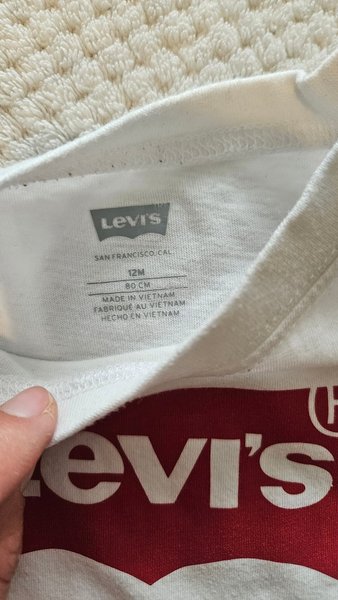 Levi's
SAN FRANCISCO, CAL
12M
80 CM
MADE IN VIETNAM
FABRIQUÉ AU VIETNAM
HECHO EN VIETNAM
Levi's
®